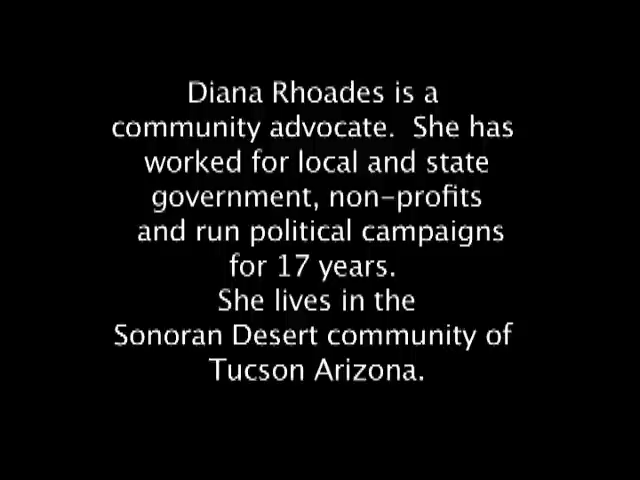 Diana Rhoades is a
community advocate.  She has
worked for local and state
government, non-profits
and run political campaigns
for 17 years.
She lives in the
Sonoran Desert community of
Tucson Arizona.